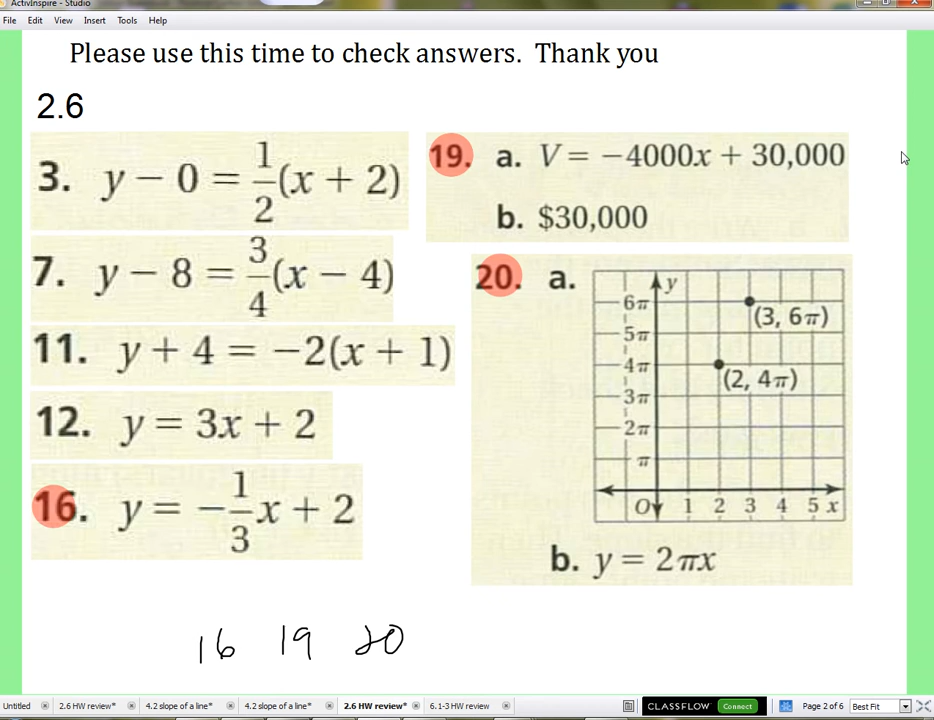 ActivInspire - Studio
File Edit View Insert Tools Help
Please use this time to check answers. Thank you
2.6
3. y − 0 = 1/2(x + 2)
7. y − 8 = 3/4(x − 4)
11. y + 4 = −2(x + 1)
12. y = 3x + 2
16. y = −1/3x + 2
19. a. V = −4000x + 30,000
b. $30,000
20. a.
y
6π
(3, 6π)
5π
4π
(2, 4π)
3π
2π
π
O 1 2 3 4 5 x
b. y = 2πx
16 19 20
Untitled 2.6 HW review* 4.2 slope of a line* 4.2 slope of a line* 2.6 HW review* 6.1-3 HW review CLASSFLOW Connect Page 2 of 6 Best Fit